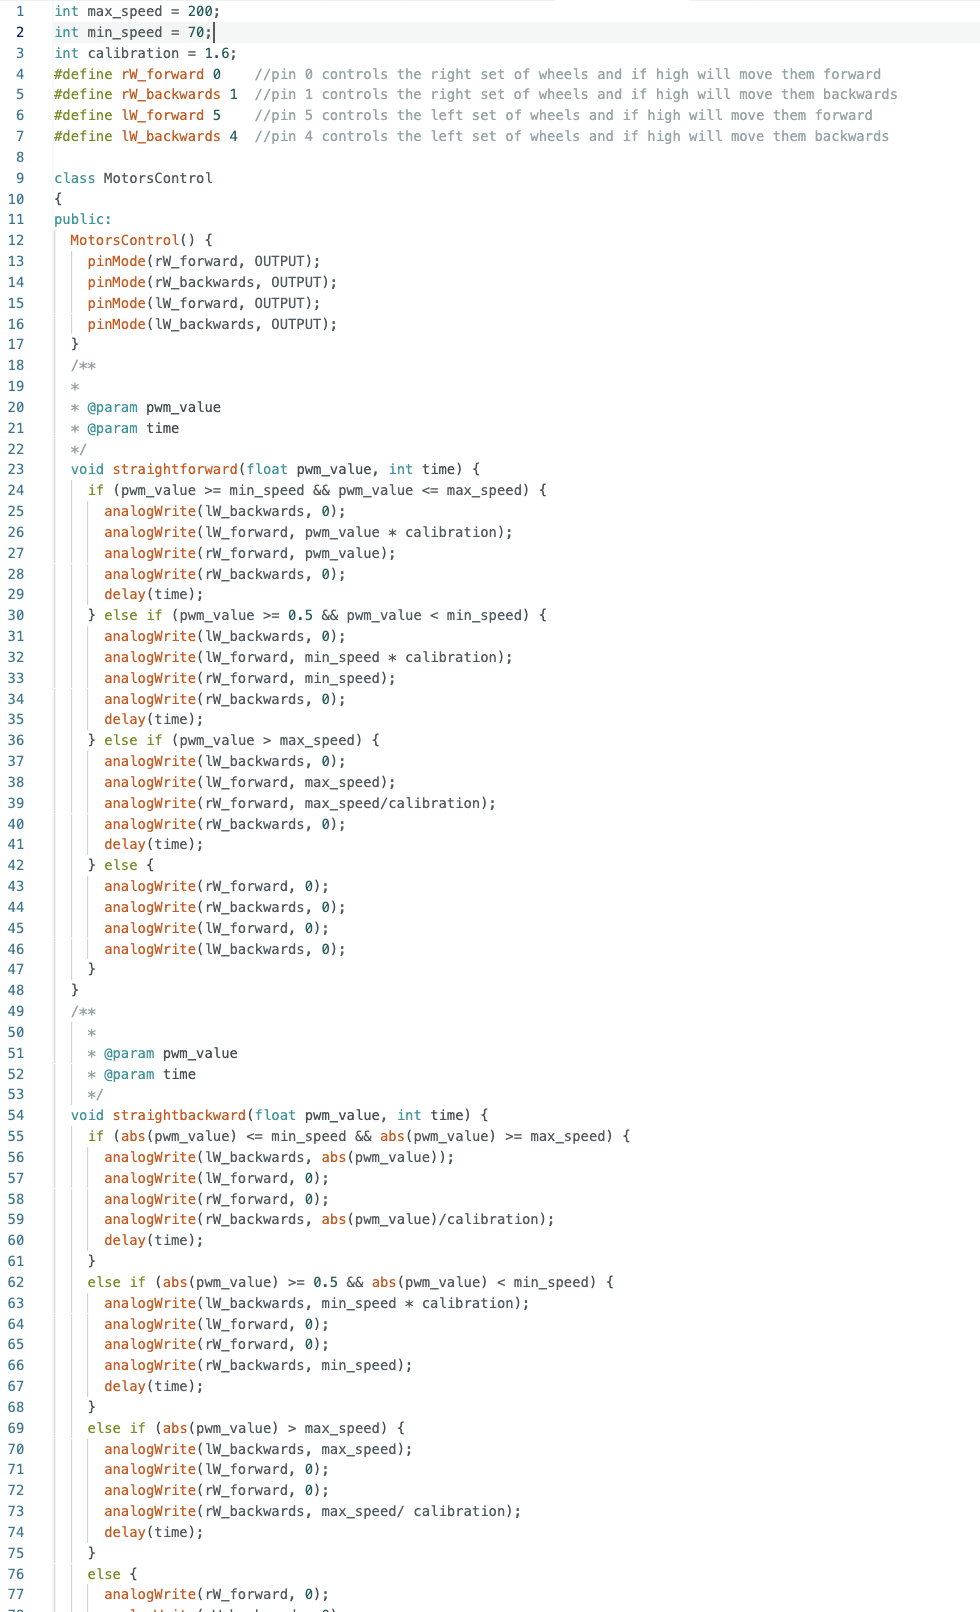 1 int max_speed = 200;
2 int min_speed = 70;
3 int calibration = 1.6;
4 #define rW_forward 0    //pin 0 controls the right set of wheels and if high will move them forward
5 #define rW_backwards 1  //pin 1 controls the right set of wheels and if high will move them backwards
6 #define lW_forward 5    //pin 5 controls the left set of wheels and if high will move them forward
7 #define lW_backwards 4  //pin 4 controls the left set of wheels and if high will move them backwards
8
9 class MotorsControl
10 {
11 public:
12   MotorsControl() {
13     pinMode(rW_forward, OUTPUT);
14     pinMode(rW_backwards, OUTPUT);
15     pinMode(lW_forward, OUTPUT);
16     pinMode(lW_backwards, OUTPUT);
17   }
18   /**
19   *
20   * @param pwm_value
21   * @param time
22   */
23   void straightforward(float pwm_value, int time) {
24     if (pwm_value >= min_speed && pwm_value <= max_speed) {
25       analogWrite(lW_backwards, 0);
26       analogWrite(lW_forward, pwm_value * calibration);
27       analogWrite(rW_forward, pwm_value);
28       analogWrite(rW_backwards, 0);
29       delay(time);
30     } else if (pwm_value >= 0.5 && pwm_value < min_speed) {
31       analogWrite(lW_backwards, 0);
32       analogWrite(lW_forward, min_speed * calibration);
33       analogWrite(rW_forward, min_speed);
34       analogWrite(rW_backwards, 0);
35       delay(time);
36     } else if (pwm_value > max_speed) {
37       analogWrite(lW_backwards, 0);
38       analogWrite(lW_forward, max_speed);
39       analogWrite(rW_forward, max_speed/calibration);
40       analogWrite(rW_backwards, 0);
41       delay(time);
42     } else {
43       analogWrite(rW_forward, 0);
44       analogWrite(rW_backwards, 0);
45       analogWrite(lW_forward, 0);
46       analogWrite(lW_backwards, 0);
47     }
48   }
49   /**
50     *
51     * @param pwm_value
52     * @param time
53     */
54   void straightbackward(float pwm_value, int time) {
55     if (abs(pwm_value) <= min_speed && abs(pwm_value) >= max_speed) {
56       analogWrite(lW_backwards, abs(pwm_value));
57       analogWrite(lW_forward, 0);
58       analogWrite(rW_forward, 0);
59       analogWrite(rW_backwards, abs(pwm_value)/calibration);
60       delay(time);
61     }
62     else if (abs(pwm_value) >= 0.5 && abs(pwm_value) < min_speed) {
63       analogWrite(lW_backwards, min_speed * calibration);
64       analogWrite(lW_forward, 0);
65       analogWrite(rW_forward, 0);
66       analogWrite(rW_backwards, min_speed);
67       delay(time);
68     }
69     else if (abs(pwm_value) > max_speed) {
70       analogWrite(lW_backwards, max_speed);
71       analogWrite(lW_forward, 0);
72       analogWrite(rW_forward, 0);
73       analogWrite(rW_backwards, max_speed/ calibration);
74       delay(time);
75     }
76     else {
77       analogWrite(rW_forward, 0);